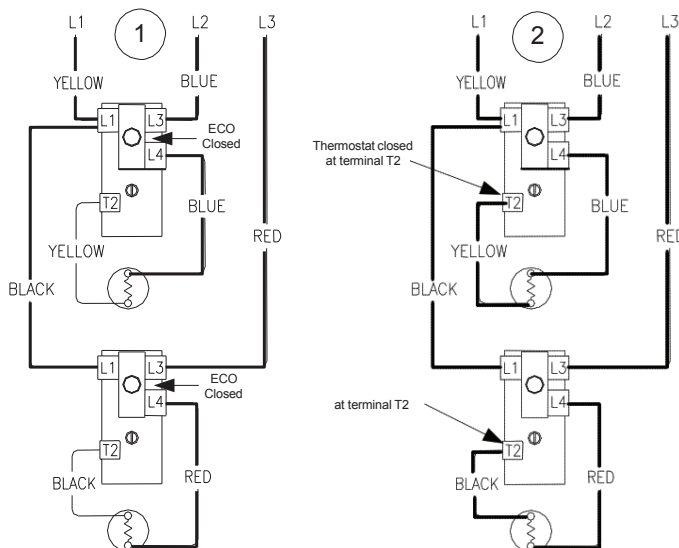 L1
1
L2
L3
YELLOW
BLUE
L1
L3
ECO
Closed
L4
T2
BLUE
YELLOW
RED
BLACK
L1
L3
ECO
Closed
L4
T2
RED
BLACK
L1
2
L2
L3
YELLOW
BLUE
L1
L3
Thermostat closed
at terminal T2
L4
T2
BLUE
YELLOW
RED
BLACK
L1
L3
at terminal T2
L4
T2
BLACK
RED